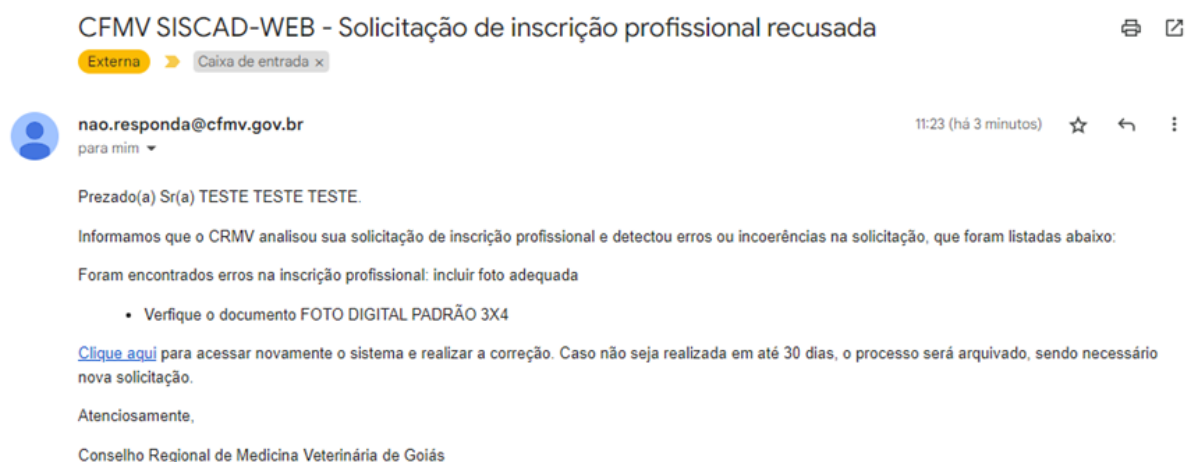 CFMV SISCAD-WEB - Solicitação de inscrição profissional recusada
Externa Caixa de entrada ×
nao.responda@cfmv.gov.br 11:23 (há 3 minutos)
para mim
Prezado(a) Sr(a) TESTE TESTE TESTE.
Informamos que o CRMV analisou sua solicitação de inscrição profissional e detectou erros ou incoerências na solicitação, que foram listadas abaixo:
Foram encontrados erros na inscrição profissional: incluir foto adequada
• Verfique o documento FOTO DIGITAL PADRÃO 3X4
Clique aqui para acessar novamente o sistema e realizar a correção. Caso não seja realizada em até 30 dias, o processo será arquivado, sendo necessário
nova solicitação.
Atenciosamente,
Conselho Regional de Medicina Veterinária de Goiás